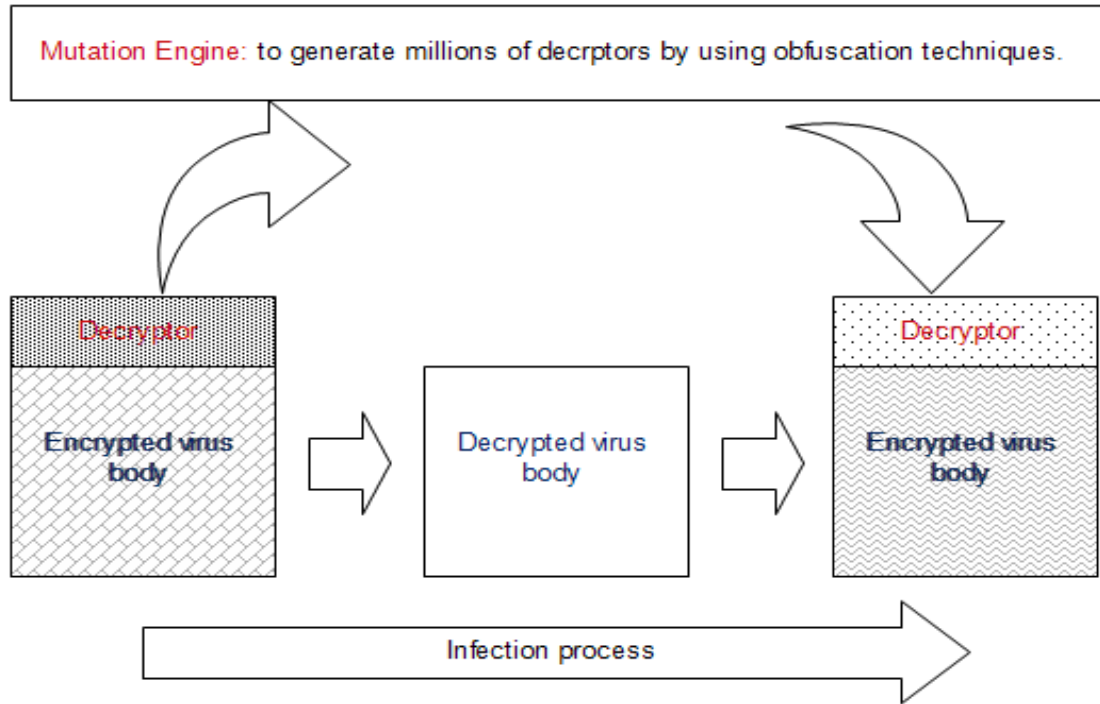 Mutation Engine: to generate millions of decrptors by using obfuscation techniques.
Decryptor
Decryptor
Encrypted virus
body
Decrypted virus
body
Encrypted virus
body
Infection process